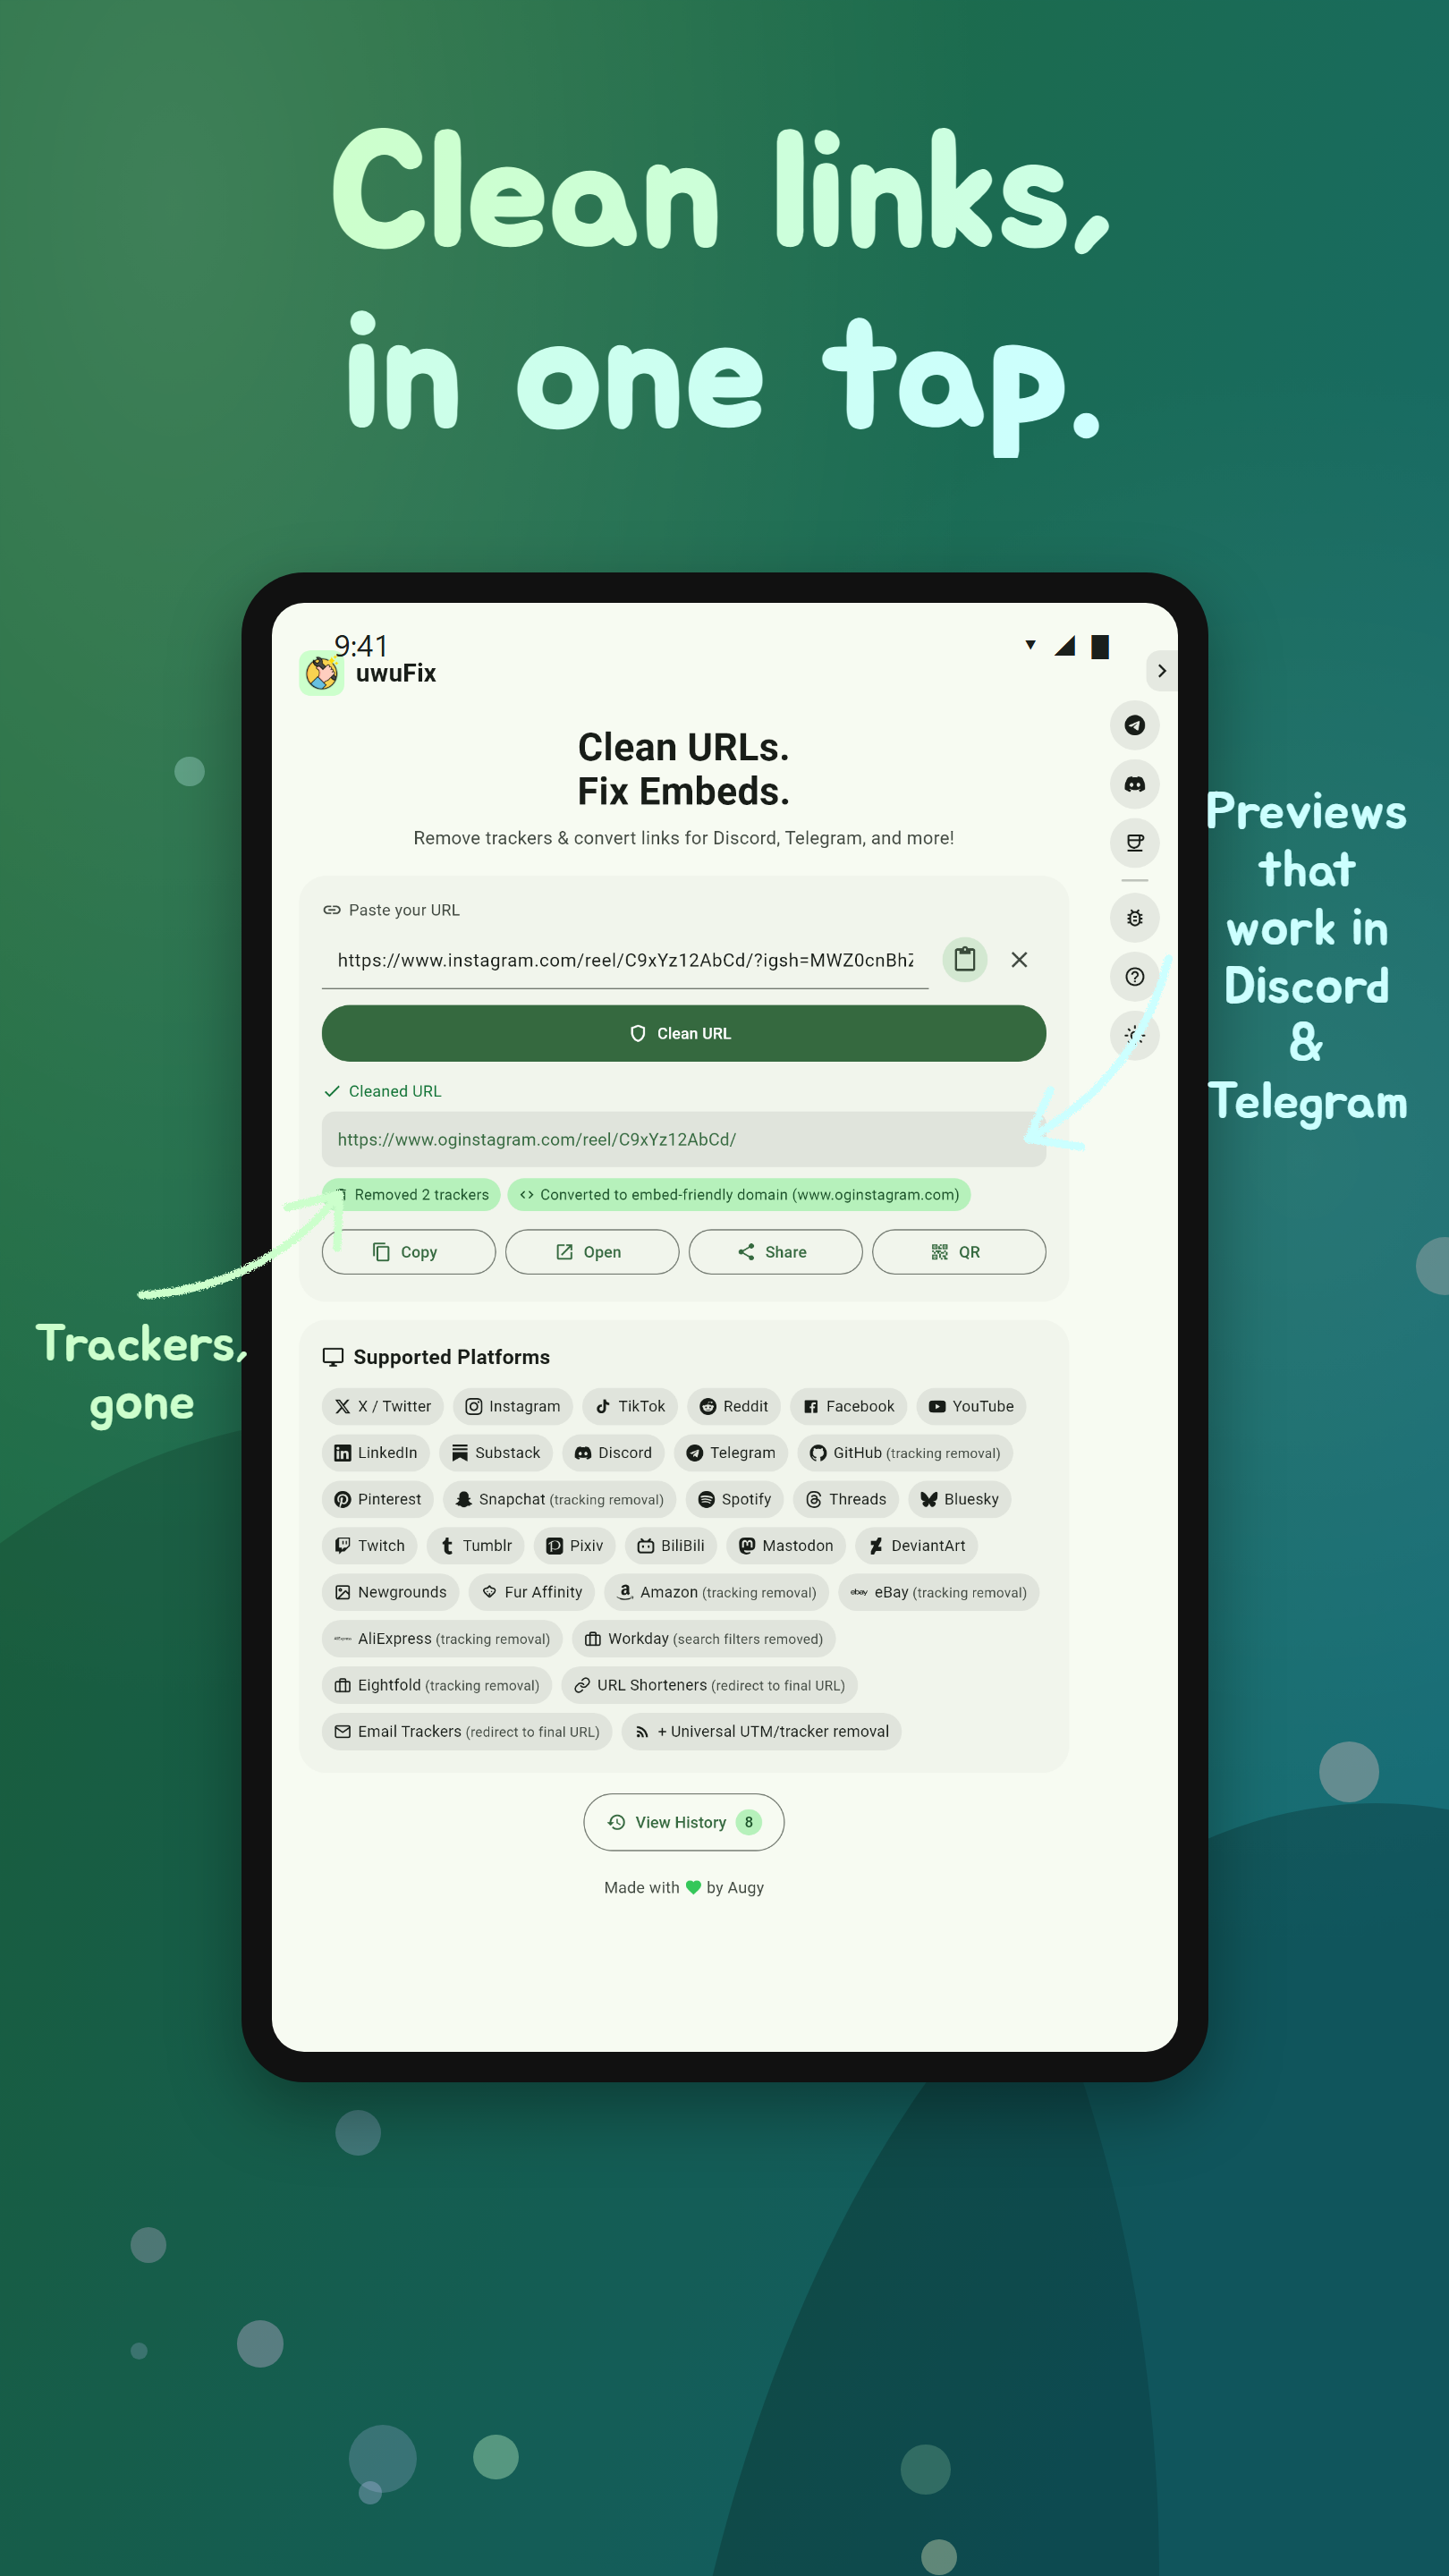 Clean links,
in one tap.
9:41
uwuFix
Clean URLs.
Fix Embeds.
Remove trackers & convert links for Discord, Telegram, and more!
Previews
that
work in
Discord
&
Telegram
Paste your URL
https://www.instagram.com/reel/C9xYz12AbCd/?igsh=MWZ0cnBhZ
Clean URL
Cleaned URL
https://www.oginstagram.com/reel/C9xYz12AbCd/
Removed 2 trackers
Converted to embed-friendly domain (www.oginstagram.com)
Copy Open Share QR
Trackers,
gone
Supported Platforms
X / Twitter Instagram TikTok Reddit Facebook YouTube
LinkedIn Substack Discord Telegram GitHub (tracking removal)
Pinterest Snapchat (tracking removal) Spotify Threads Bluesky
Twitch Tumblr Pixiv BiliBili Mastodon DeviantArt
Newgrounds Fur Affinity Amazon (tracking removal) eBay (tracking removal)
AliExpress (tracking removal) Workday (search filters removed)
Eightfold (tracking removal) URL Shorteners (redirect to final URL)
Email Trackers (redirect to final URL) + Universal UTM/tracker removal
View History 8
Made with 💚 by Augy